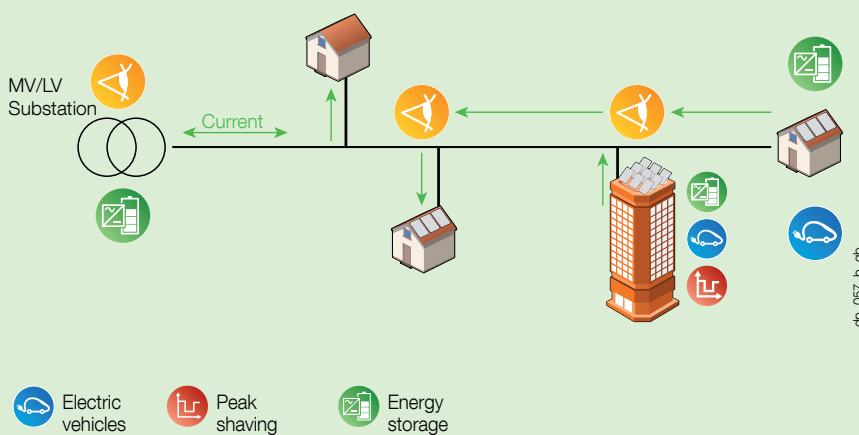 MV/LV
Substation
Current
Electric
vehicles
Peak
shaving
Energy
storage